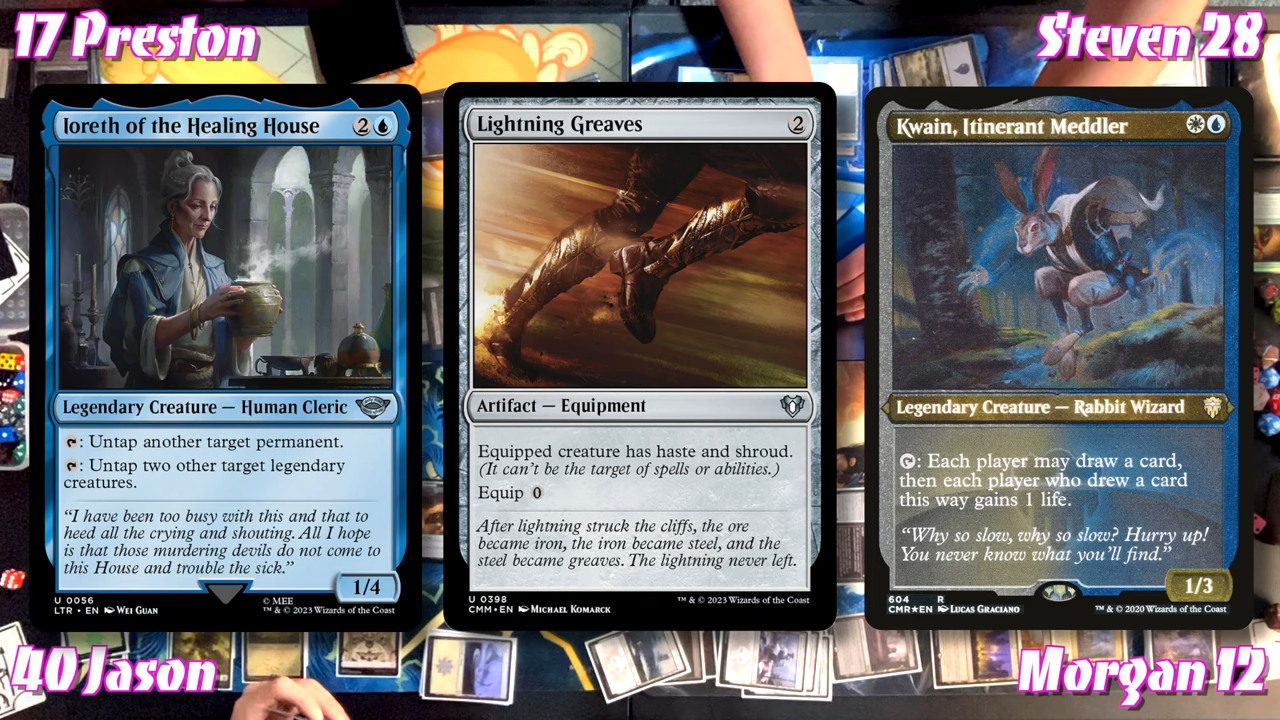 17 Preston
Steven 28
Ioreth of the Healing House 2
Legendary Creature — Human Cleric
: Untap another target permanent.
: Untap two other target legendary
creatures.
“I have been too busy with this and that to
heed all the crying and shouting. All I hope
is that those murdering devils do not come to
this House and trouble the sick.”
1/4
U 0056
LTR • EN Wei Guan
© MEE
™ & © 2023 Wizards of the Coast
Lightning Greaves 2
Artifact — Equipment
Equipped creature has haste and shroud.
(It can’t be the target of spells or abilities.)
Equip 0
After lightning struck the cliffs, the ore
became iron, the iron became steel, and the
steel became greaves. The lightning never left.
U 0398
CMM • EN Michael Komarck
™ & © 2023 Wizards of the Coast
Kwain, Itinerant Meddler
Legendary Creature — Rabbit Wizard
: Each player may draw a card,
then each player who drew a card
this way gains 1 life.
“Why so slow, why so slow? Hurry up!
You never know what you’ll find.”
1/3
604 R
CMR★EN Lucas Graciano
™ & © 2020 Wizards of the Coast
40 Jason
Morgan 12